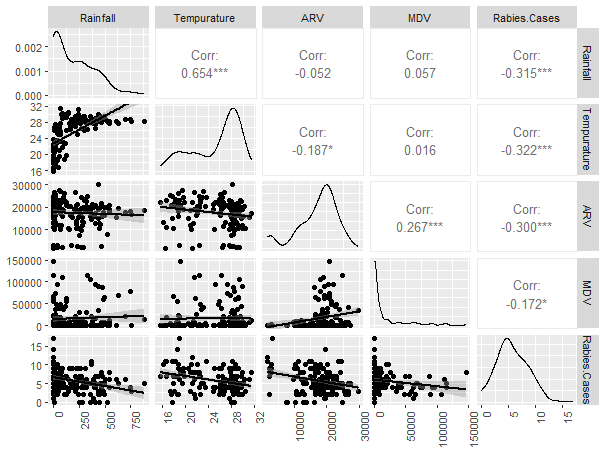 Rainfall Tempurature ARV MDV Rabies.Cases
0.002
0.001
0.000
Corr:
0.654***
Corr:
-0.052
Corr:
0.057
Corr:
-0.315***
Rainfall
32
28
24
20
16
Corr:
-0.187*
Corr:
0.016
Corr:
-0.322***
Tempurature
30000
20000
10000
Corr:
0.267***
Corr:
-0.300***
ARV
150000
100000
50000
0
Corr:
-0.172*
MDV
15
10
5
0
Rabies.Cases
0 250 500 750
16 20 24 28 32
10000 20000 30000
0 50000 100000 150000
0 5 10 15